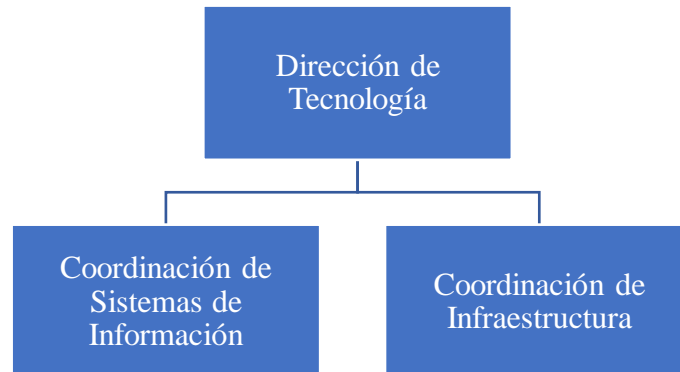 Dirección de
Tecnología
Coordinación de
Sistemas de
Información
Coordinación de
Infraestructura